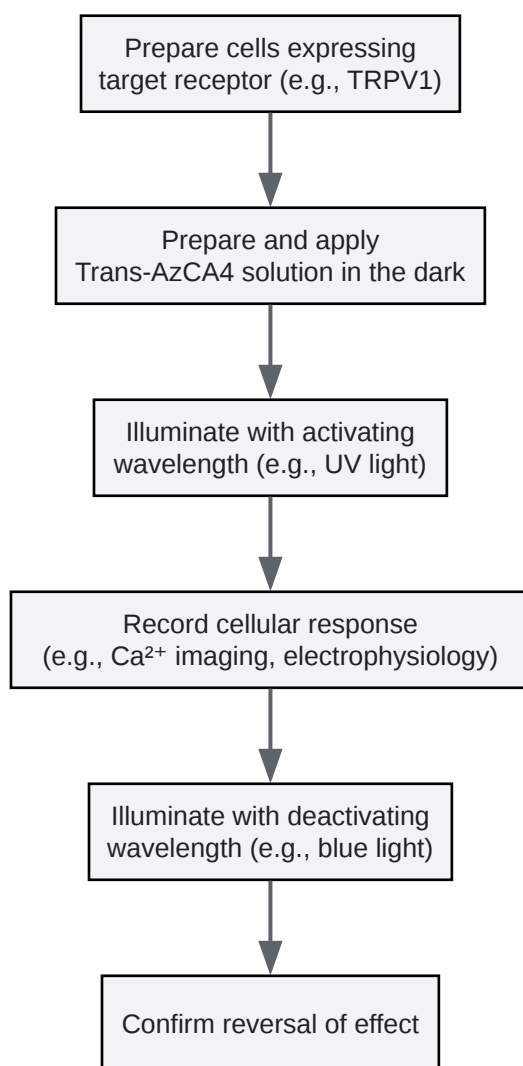 Prepare cells expressing
target receptor (e.g., TRPV1)
Prepare and apply
Trans-AzCA4 solution in the dark
Illuminate with activating
wavelength (e.g., UV light)
Record cellular response
(e.g., Ca²⁺ imaging, electrophysiology)
Illuminate with deactivating
wavelength (e.g., blue light)
Confirm reversal of effect